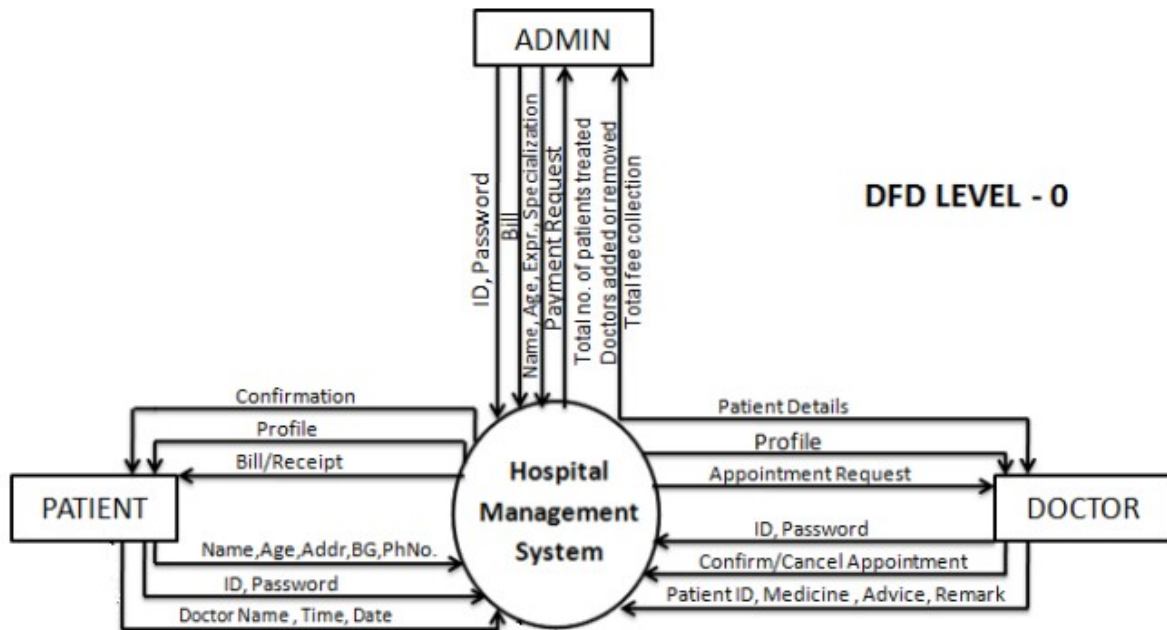 ADMIN
ID, Password
Bill
Name, Age, Expr., Specialization
Payment Request
Total no. of patients treated
Doctors added or removed
Total fee collection
DFD LEVEL - 0
Confirmation
Profile
Bill/Receipt
PATIENT
Name,Age,Addr,BG,PhNo.
ID, Password
Doctor Name , Time, Date
Hospital
Management
System
Patient Details
Profile
Appointment Request
DOCTOR
ID, Password
Confirm/Cancel Appointment
Patient ID, Medicine , Advice, Remark